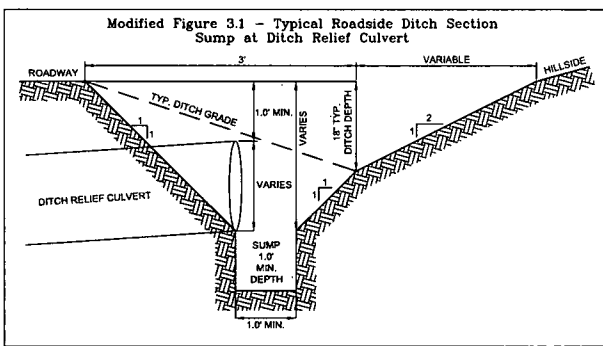 Modified Figure 3.1 – Typical Roadside Ditch Section
Sump at Ditch Relief Culvert
3'
VARIABLE
HILLSIDE
ROADWAY
TYP. DITCH GRADE
1.0' MIN.
VARIES
18" TYP.
DITCH DEPTH
2
1
1
1
VARIES
1
1
DITCH RELIEF CULVERT
SUMP
1.0'
MIN.
DEPTH
1.0' MIN.